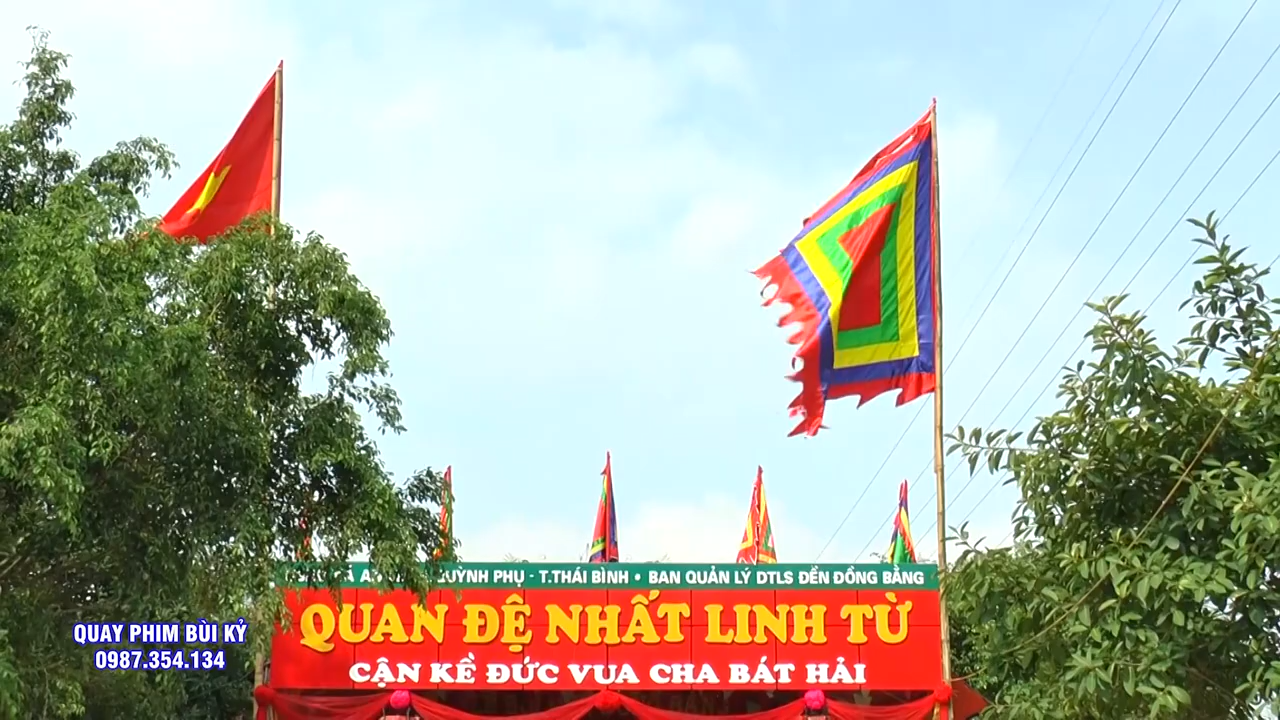 QUỲNH PHỤ - T.THÁI BÌNH • BAN QUẢN LÝ DTLS ĐỀN ĐỒNG BẰNG
QUAN ĐỆ NHẤT LINH TỪ
CẬN KỀ ĐỨC VUA CHA BÁT HẢI
QUAY PHIM BÙI KỶ
0987.354.134